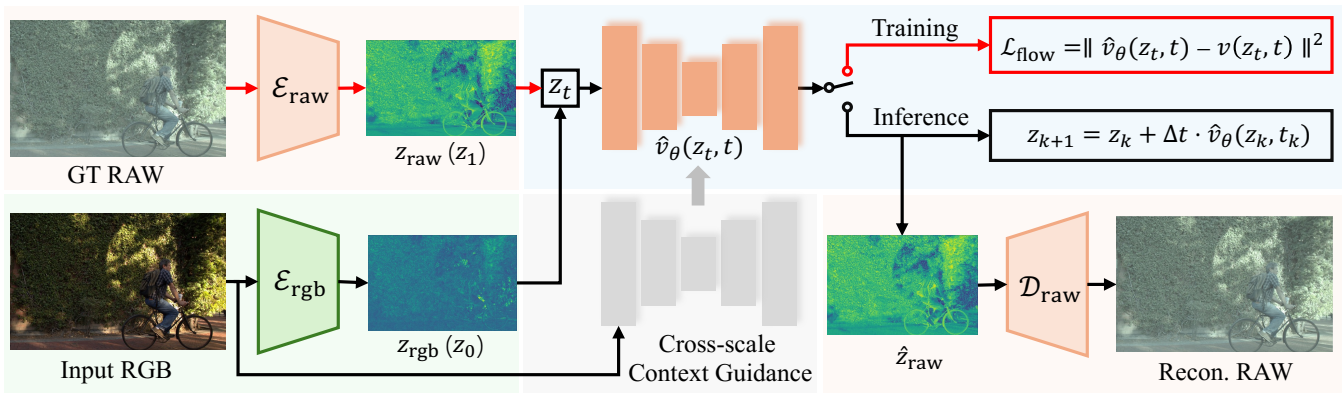 GT RAW
ℰ_raw
z_raw (z_1)
z_t
v̂_θ(z_t, t)
Training
ℒ_flow =∥ v̂_θ(z_t, t) − v(z_t, t) ∥²
Inference
z_{k+1} = z_k + Δt · v̂_θ(z_k, t_k)
Input RGB
ℰ_rgb
z_rgb (z_0)
Cross-scale
Context Guidance
ẑ_raw
𝒟_raw
Recon. RAW